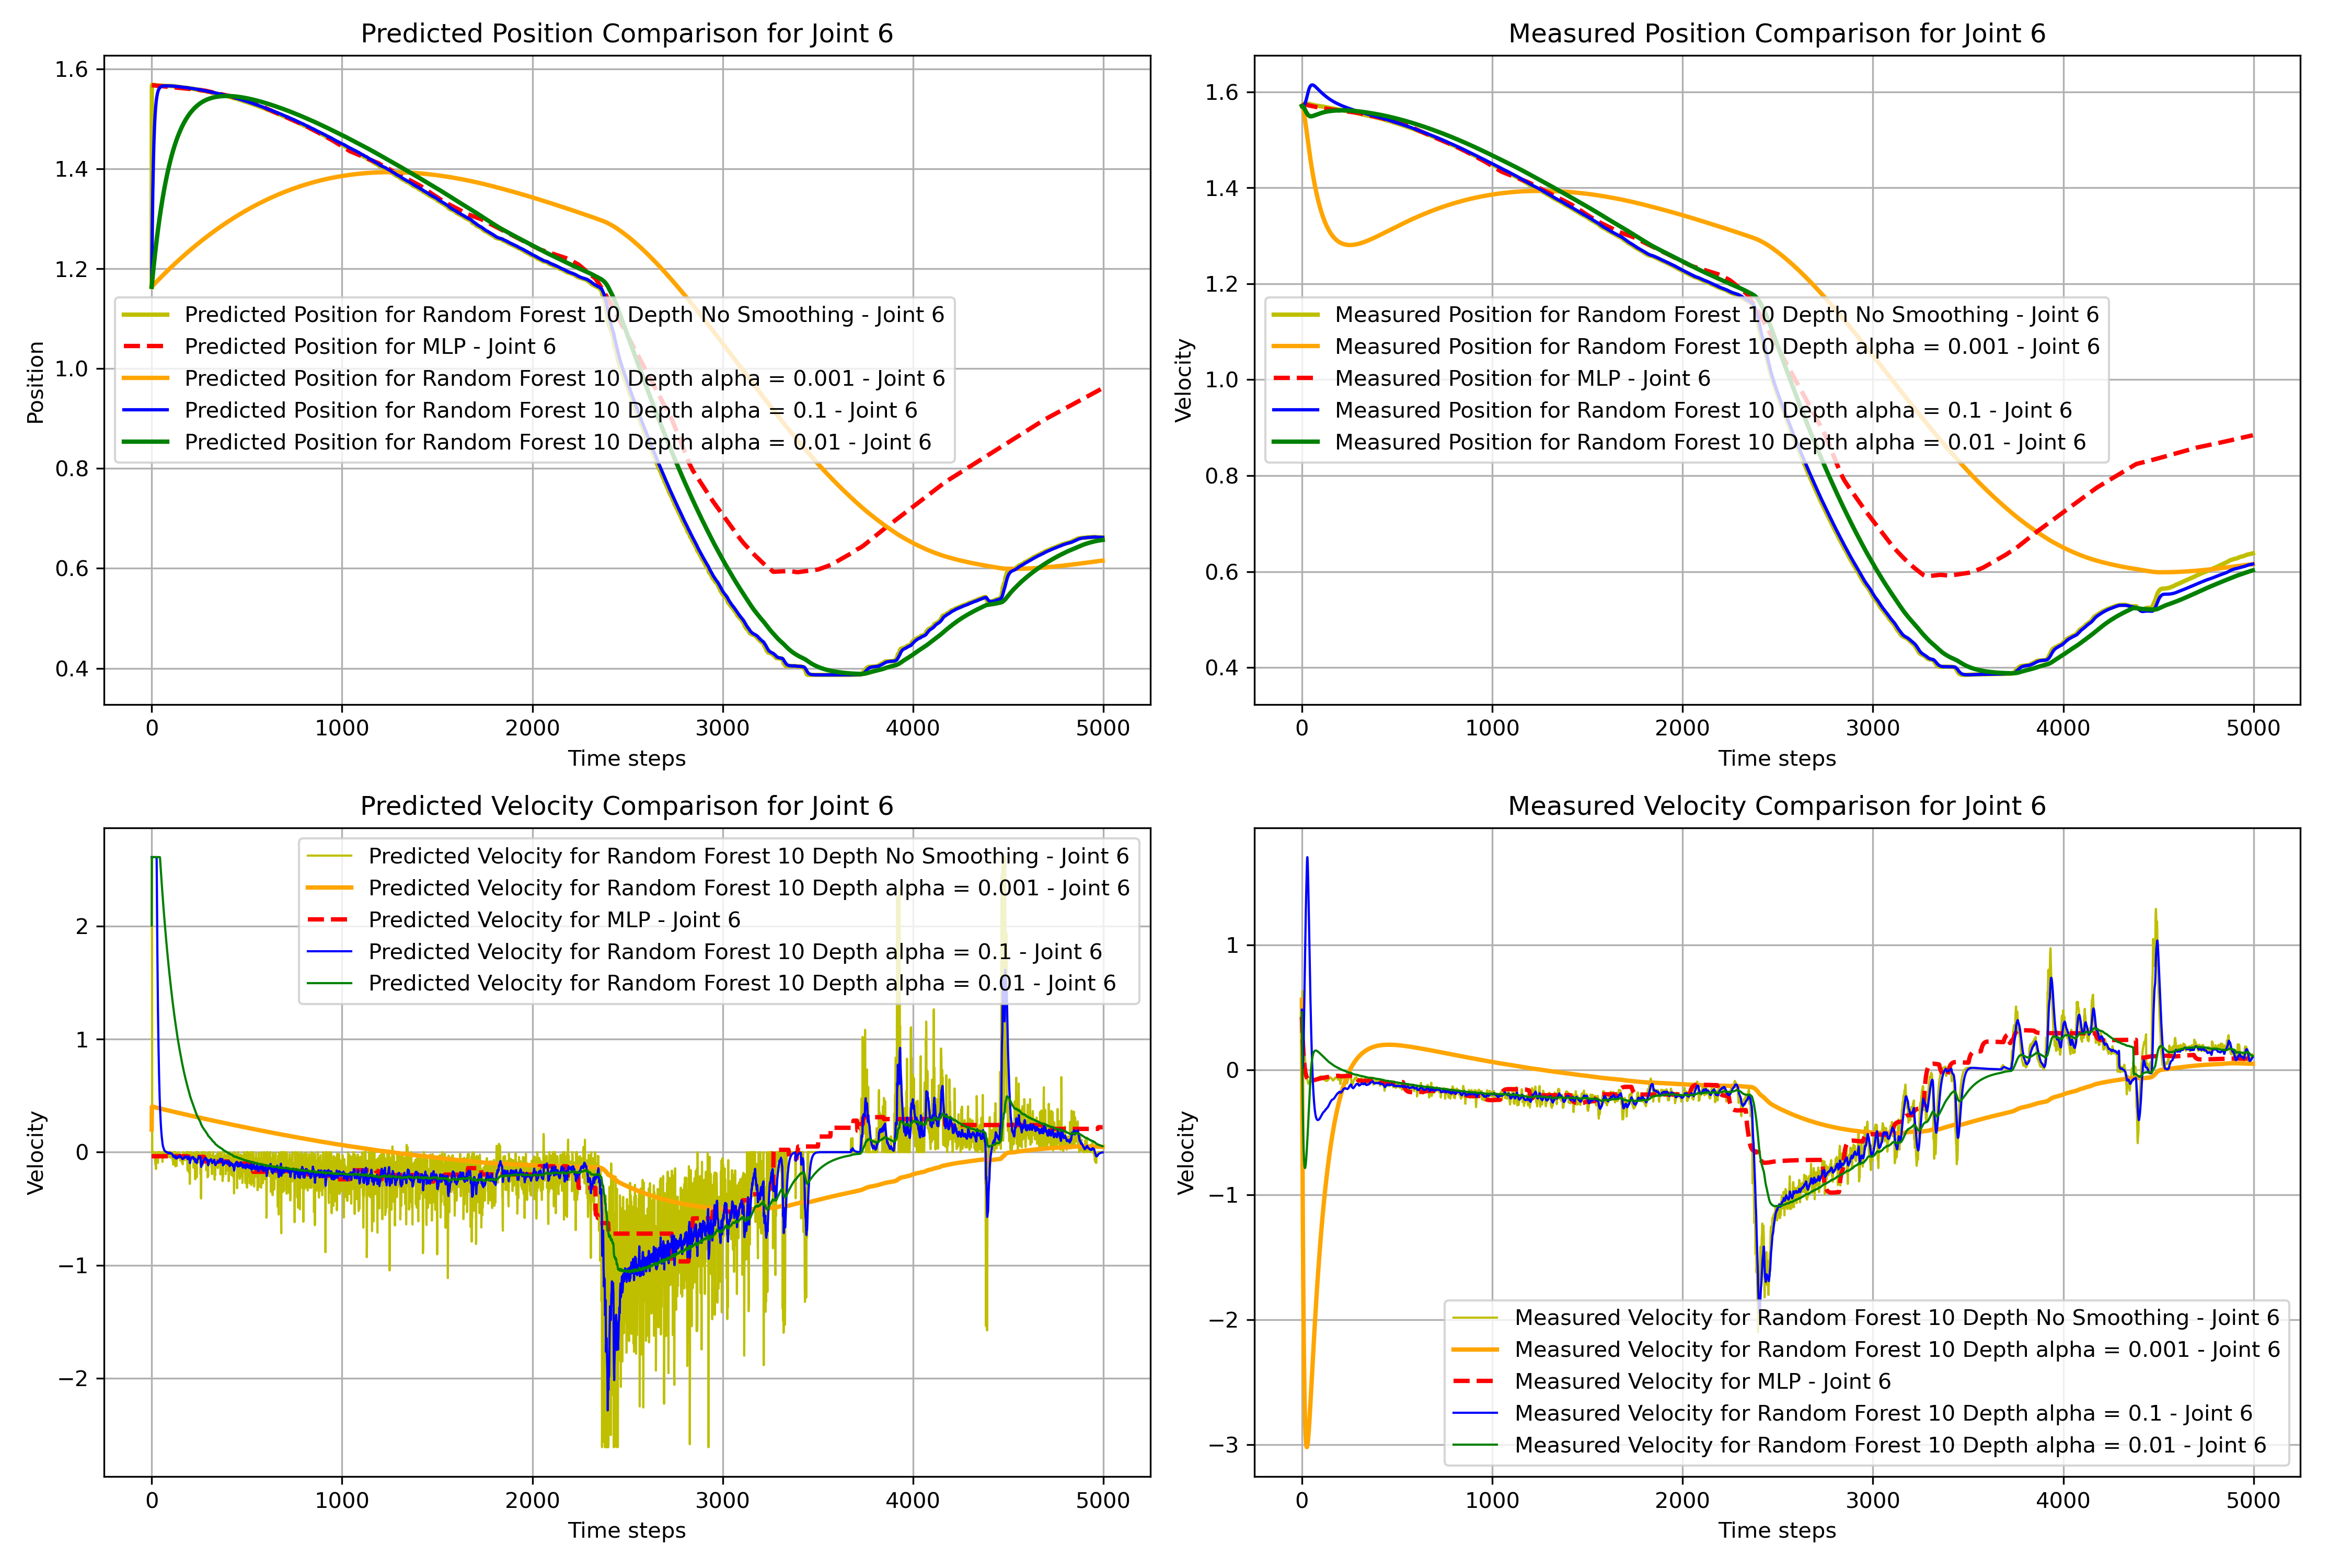 Predicted Position Comparison for Joint 6
1.6
1.4
1.2
1.0
0.8
0.6
0.4
Position
Predicted Position for Random Forest 10 Depth No Smoothing - Joint 6
Predicted Position for MLP - Joint 6
Predicted Position for Random Forest 10 Depth alpha = 0.001 - Joint 6
Predicted Position for Random Forest 10 Depth alpha = 0.1 - Joint 6
Predicted Position for Random Forest 10 Depth alpha = 0.01 - Joint 6
0 1000 2000 3000 4000 5000
Time steps
Measured Position Comparison for Joint 6
1.6
1.4
1.2
1.0
0.8
0.6
0.4
Velocity
Measured Position for Random Forest 10 Depth No Smoothing - Joint 6
Measured Position for Random Forest 10 Depth alpha = 0.001 - Joint 6
Measured Position for MLP - Joint 6
Measured Position for Random Forest 10 Depth alpha = 0.1 - Joint 6
Measured Position for Random Forest 10 Depth alpha = 0.01 - Joint 6
0 1000 2000 3000 4000 5000
Time steps
Predicted Velocity Comparison for Joint 6
2
1
0
−1
−2
Velocity
Predicted Velocity for Random Forest 10 Depth No Smoothing - Joint 6
Predicted Velocity for Random Forest 10 Depth alpha = 0.001 - Joint 6
Predicted Velocity for MLP - Joint 6
Predicted Velocity for Random Forest 10 Depth alpha = 0.1 - Joint 6
Predicted Velocity for Random Forest 10 Depth alpha = 0.01 - Joint 6
0 1000 2000 3000 4000 5000
Time steps
Measured Velocity Comparison for Joint 6
1
0
−1
−2
−3
Velocity
Measured Velocity for Random Forest 10 Depth No Smoothing - Joint 6
Measured Velocity for Random Forest 10 Depth alpha = 0.001 - Joint 6
Measured Velocity for MLP - Joint 6
Measured Velocity for Random Forest 10 Depth alpha = 0.1 - Joint 6
Measured Velocity for Random Forest 10 Depth alpha = 0.01 - Joint 6
0 1000 2000 3000 4000 5000
Time steps